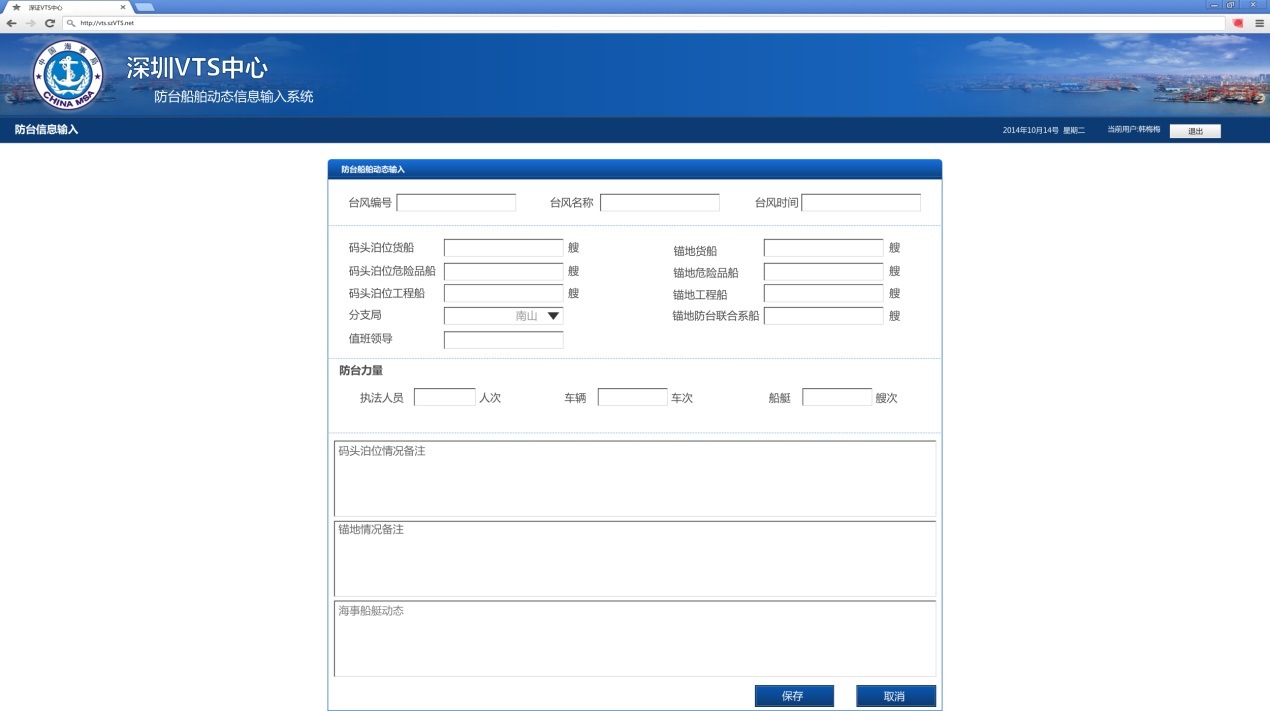 深证VTS中心
http://vts.szVTS.net
中国海事局
CHINA MSA
深圳VTS中心
防台船舶动态信息输入系统
防台信息输入 2014年10月14号 星期二 当前用户:韩梅梅 退出
防台船舶动态输入
台风编号 台风名称 台风时间
码头泊位货船 艘 锚地货船 艘
码头泊位危险品船 艘 锚地危险品船 艘
码头泊位工程船 艘 锚地工程船 艘
分支局 南山 锚地防台联合系船 艘
值班领导
防台力量
执法人员 人次 车辆 车次 船艇 艘次
码头泊位情况备注
锚地情况备注
海事船艇动态
保存 取消